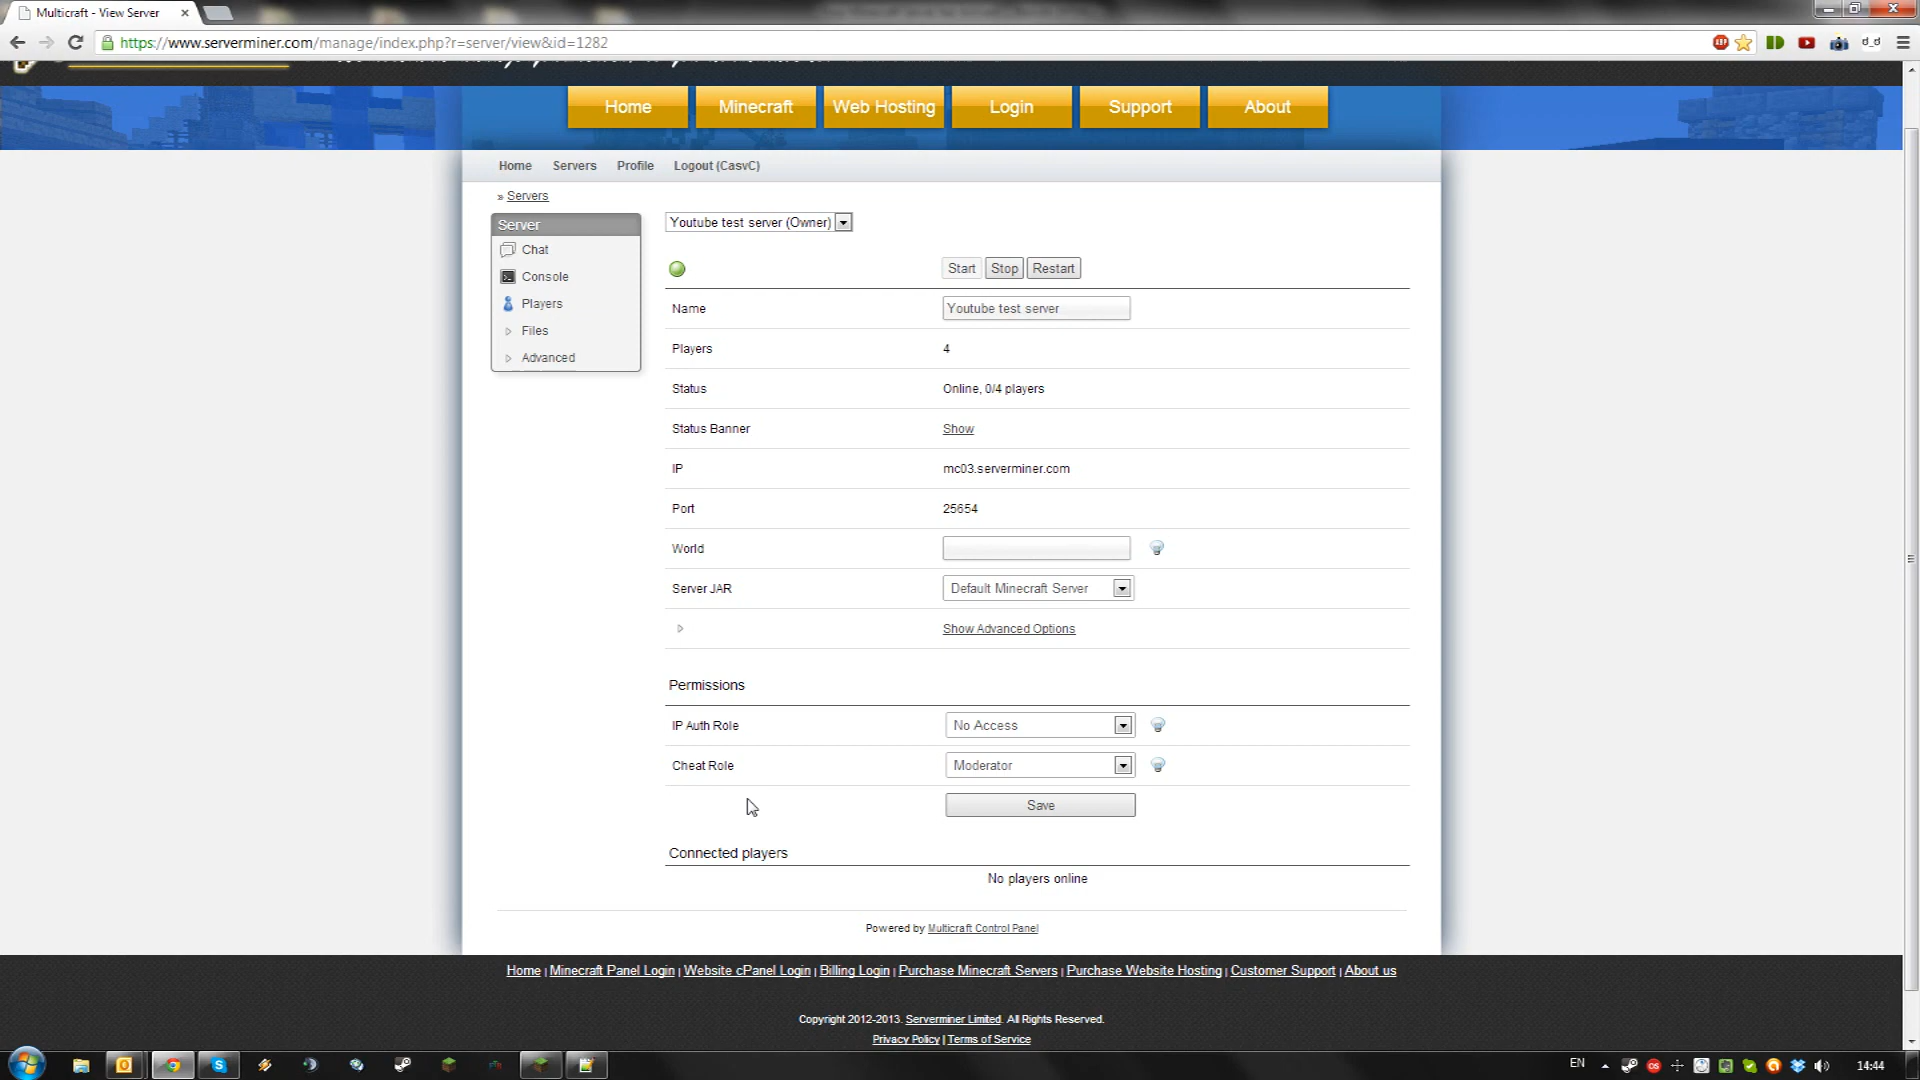 Multicraft - View Server
https://www.serverminer.com/manage/index.php?r=server/view&id=1282
Home Minecraft Web Hosting Login Support About
Home Servers Profile Logout (CasvC)
» Servers
Server
Chat
Console
Players
Files
Advanced
Youtube test server (Owner)
Start Stop Restart
Name Youtube test server
Players 4
Status Online, 0/4 players
Status Banner Show
IP mc03.serverminer.com
Port 25654
World
Server JAR Default Minecraft Server
Show Advanced Options
Permissions
IP Auth Role No Access
Cheat Role Moderator
Save
Connected players
No players online
Powered by Multicraft Control Panel
Home | Minecraft Panel Login | Website cPanel Login | Billing Login | Purchase Minecraft Servers | Purchase Website Hosting | Customer Support | About us
Copyright 2012-2013. Serverminer Limited. All Rights Reserved.
Privacy Policy | Terms of Service
EN 14:44